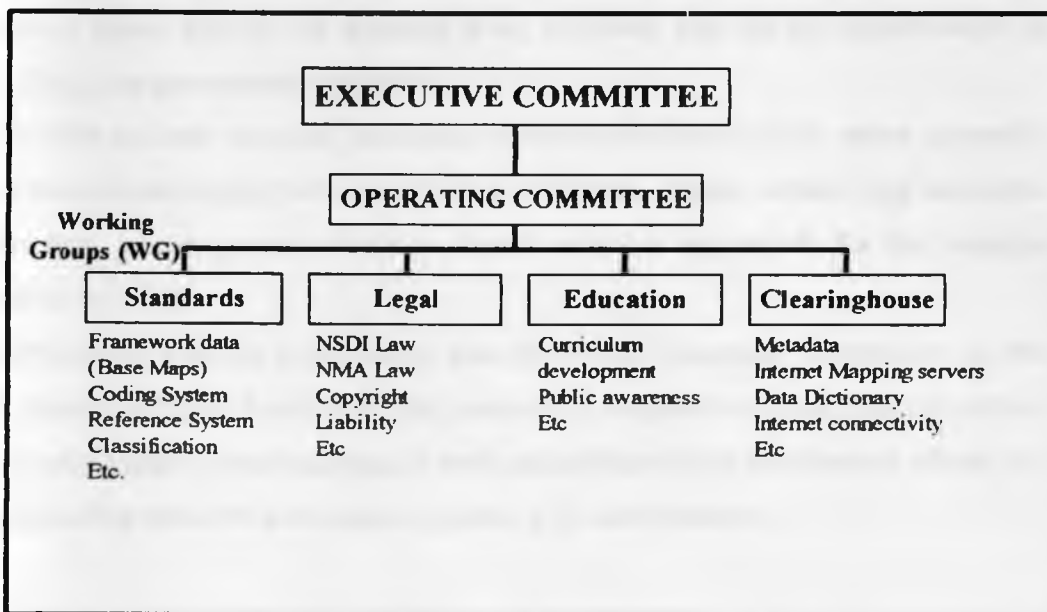 EXECUTIVE COMMITTEE
OPERATING COMMITTEE
Working
Groups (WG)
Standards
Framework data
(Base Maps)
Coding System
Reference System
Classification
Etc.
Legal
NSDI Law
NMA Law
Copyright
Liability
Etc
Education
Curriculum
development
Public awareness
Etc
Clearinghouse
Metadata
Internet Mapping servers
Data Dictionary
Internet connectivity
Etc